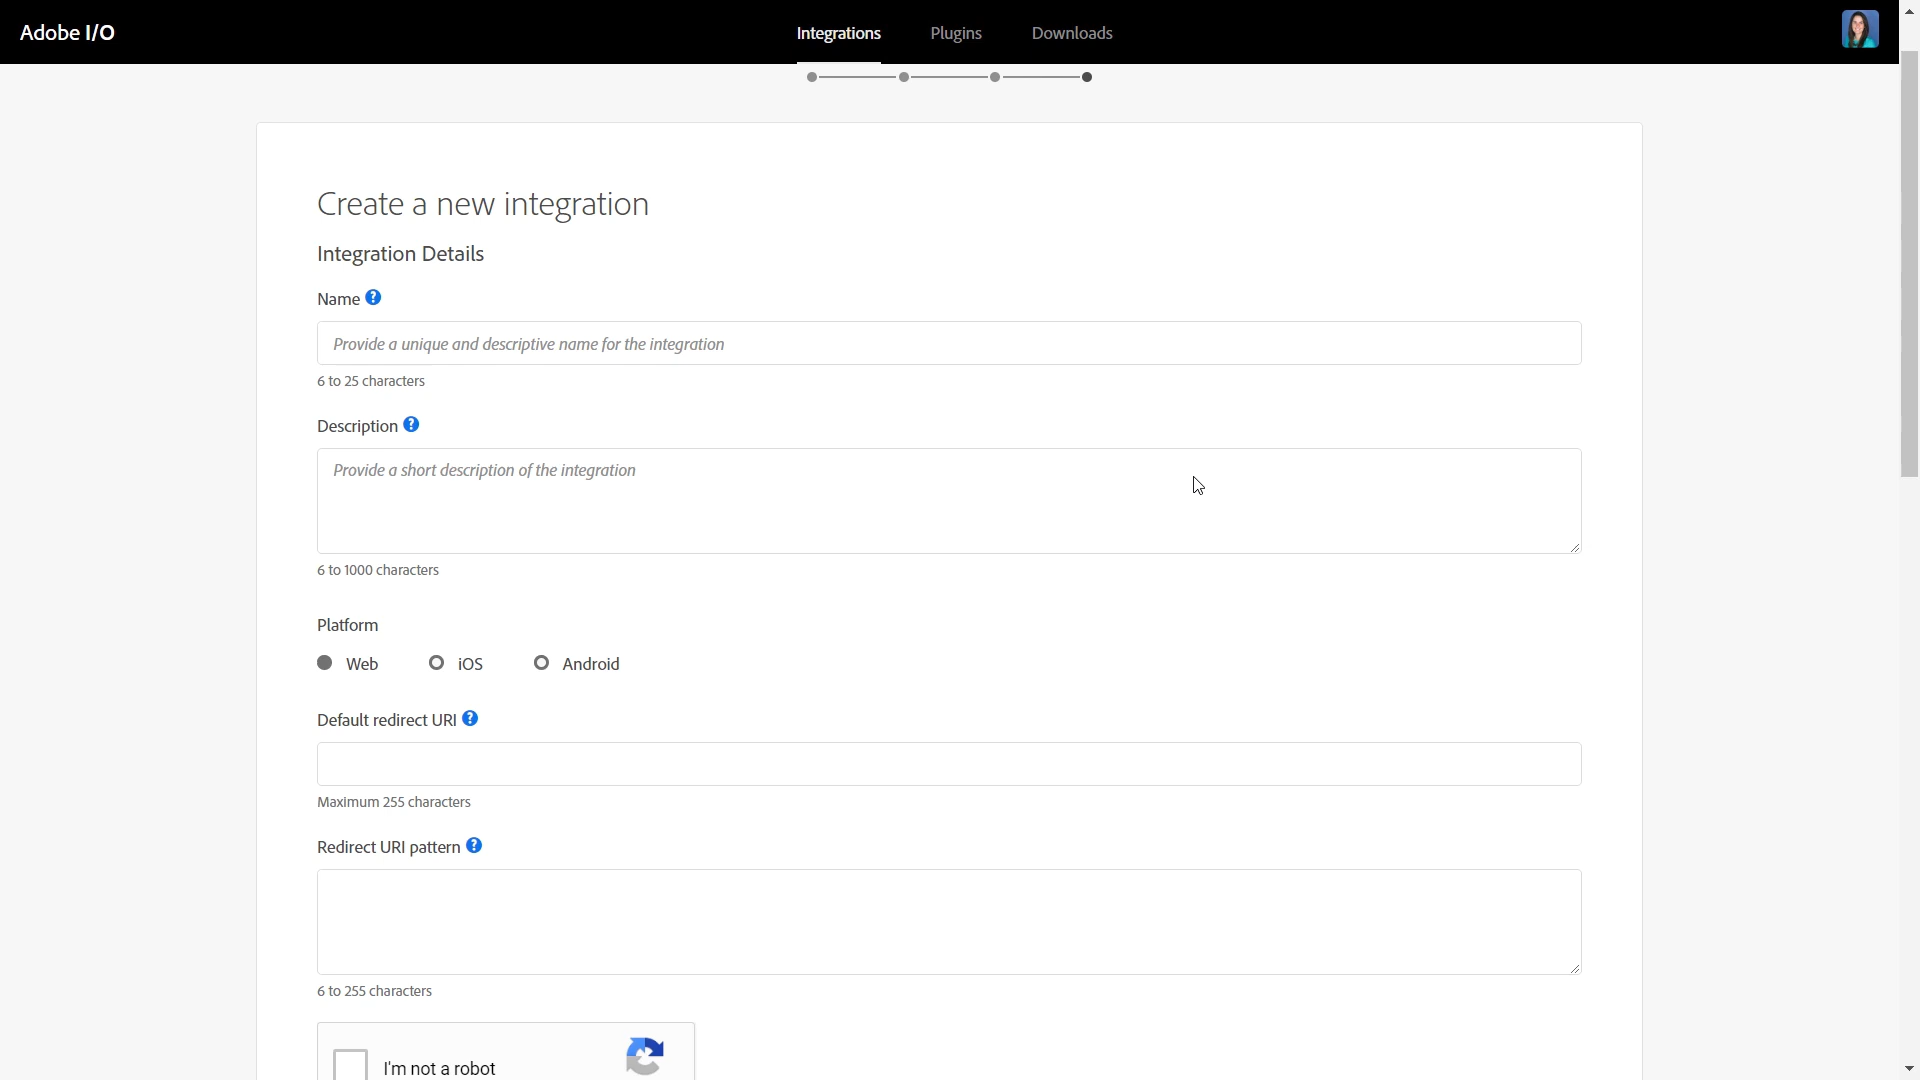 Adobe I/O
Integrations
Plugins
Downloads
Create a new integration
Integration Details
Name ?
Provide a unique and descriptive name for the integration
6 to 25 characters
Description ?
Provide a short description of the integration
6 to 1000 characters
Platform
Web
iOS
Android
Default redirect URI ?
Maximum 255 characters
Redirect URI pattern ?
6 to 255 characters
I'm not a robot